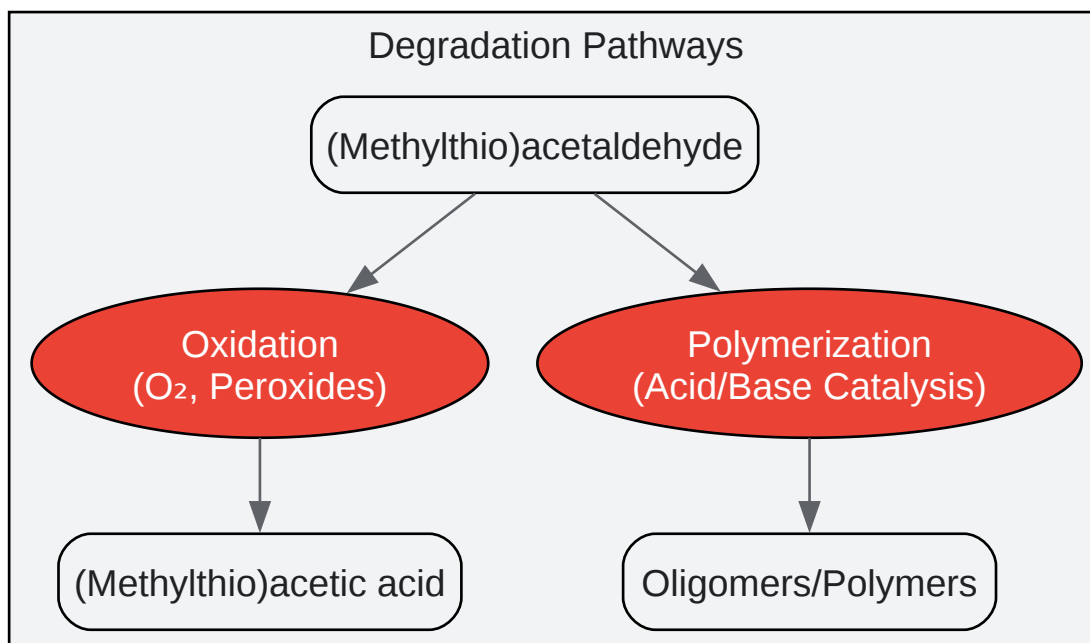 Degradation Pathways
(Methylthio)acetaldehyde
Oxidation
(O₂, Peroxides)
Polymerization
(Acid/Base Catalysis)
(Methylthio)acetic acid
Oligomers/Polymers